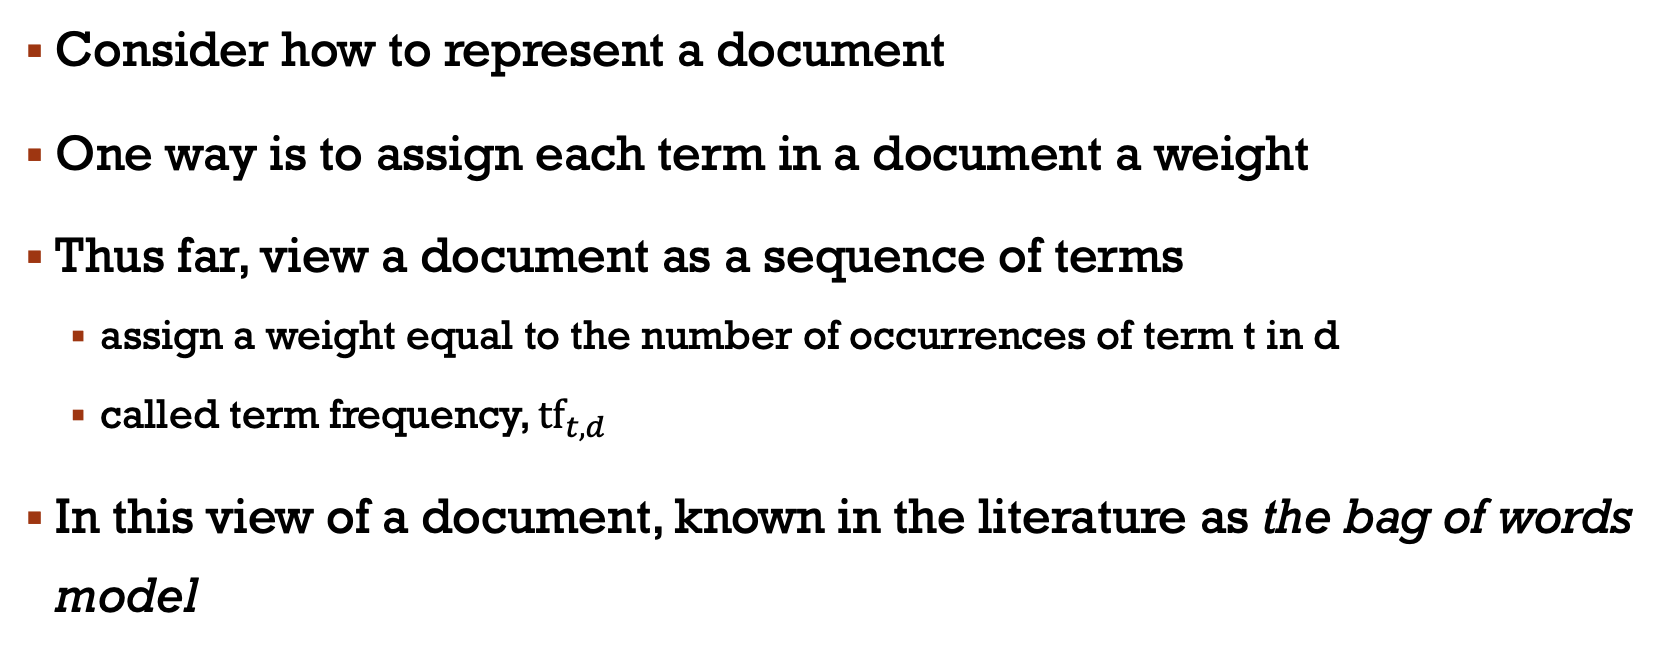 ▪ Consider how to represent a document
▪ One way is to assign each term in a document a weight
▪ Thus far, view a document as a sequence of terms
▪ assign a weight equal to the number of occurrences of term t in d
▪ called term frequency, tf_{t,d}
▪ In this view of a document, known in the literature as the bag of words
model